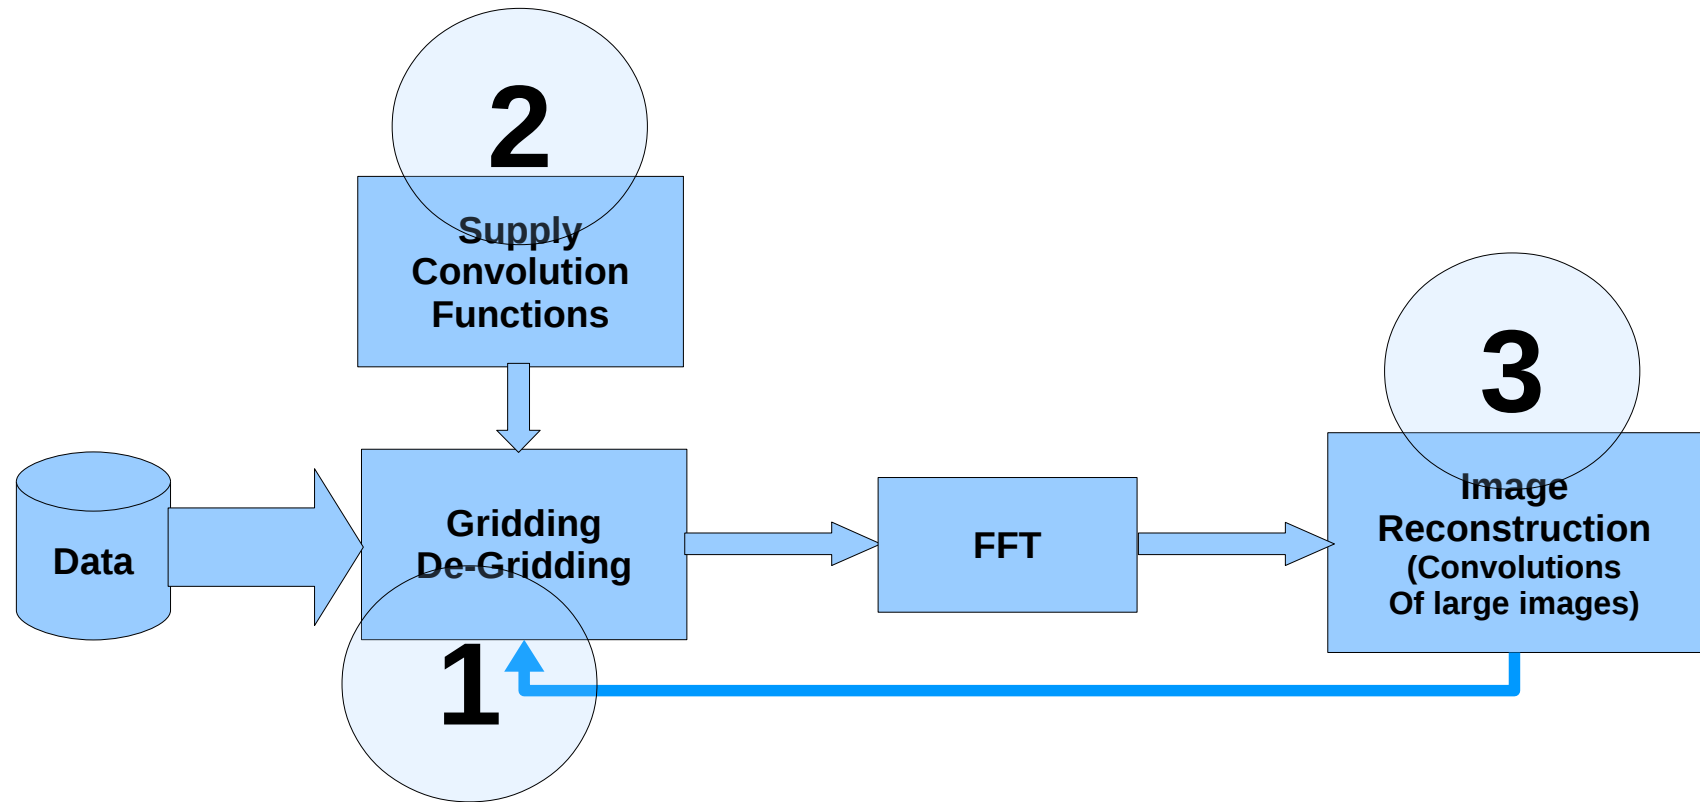 2
Supply
Convolution
Functions
Data
Gridding
De-Gridding
1
FFT
3
Image
Reconstruction
(Convolutions
Of large images)